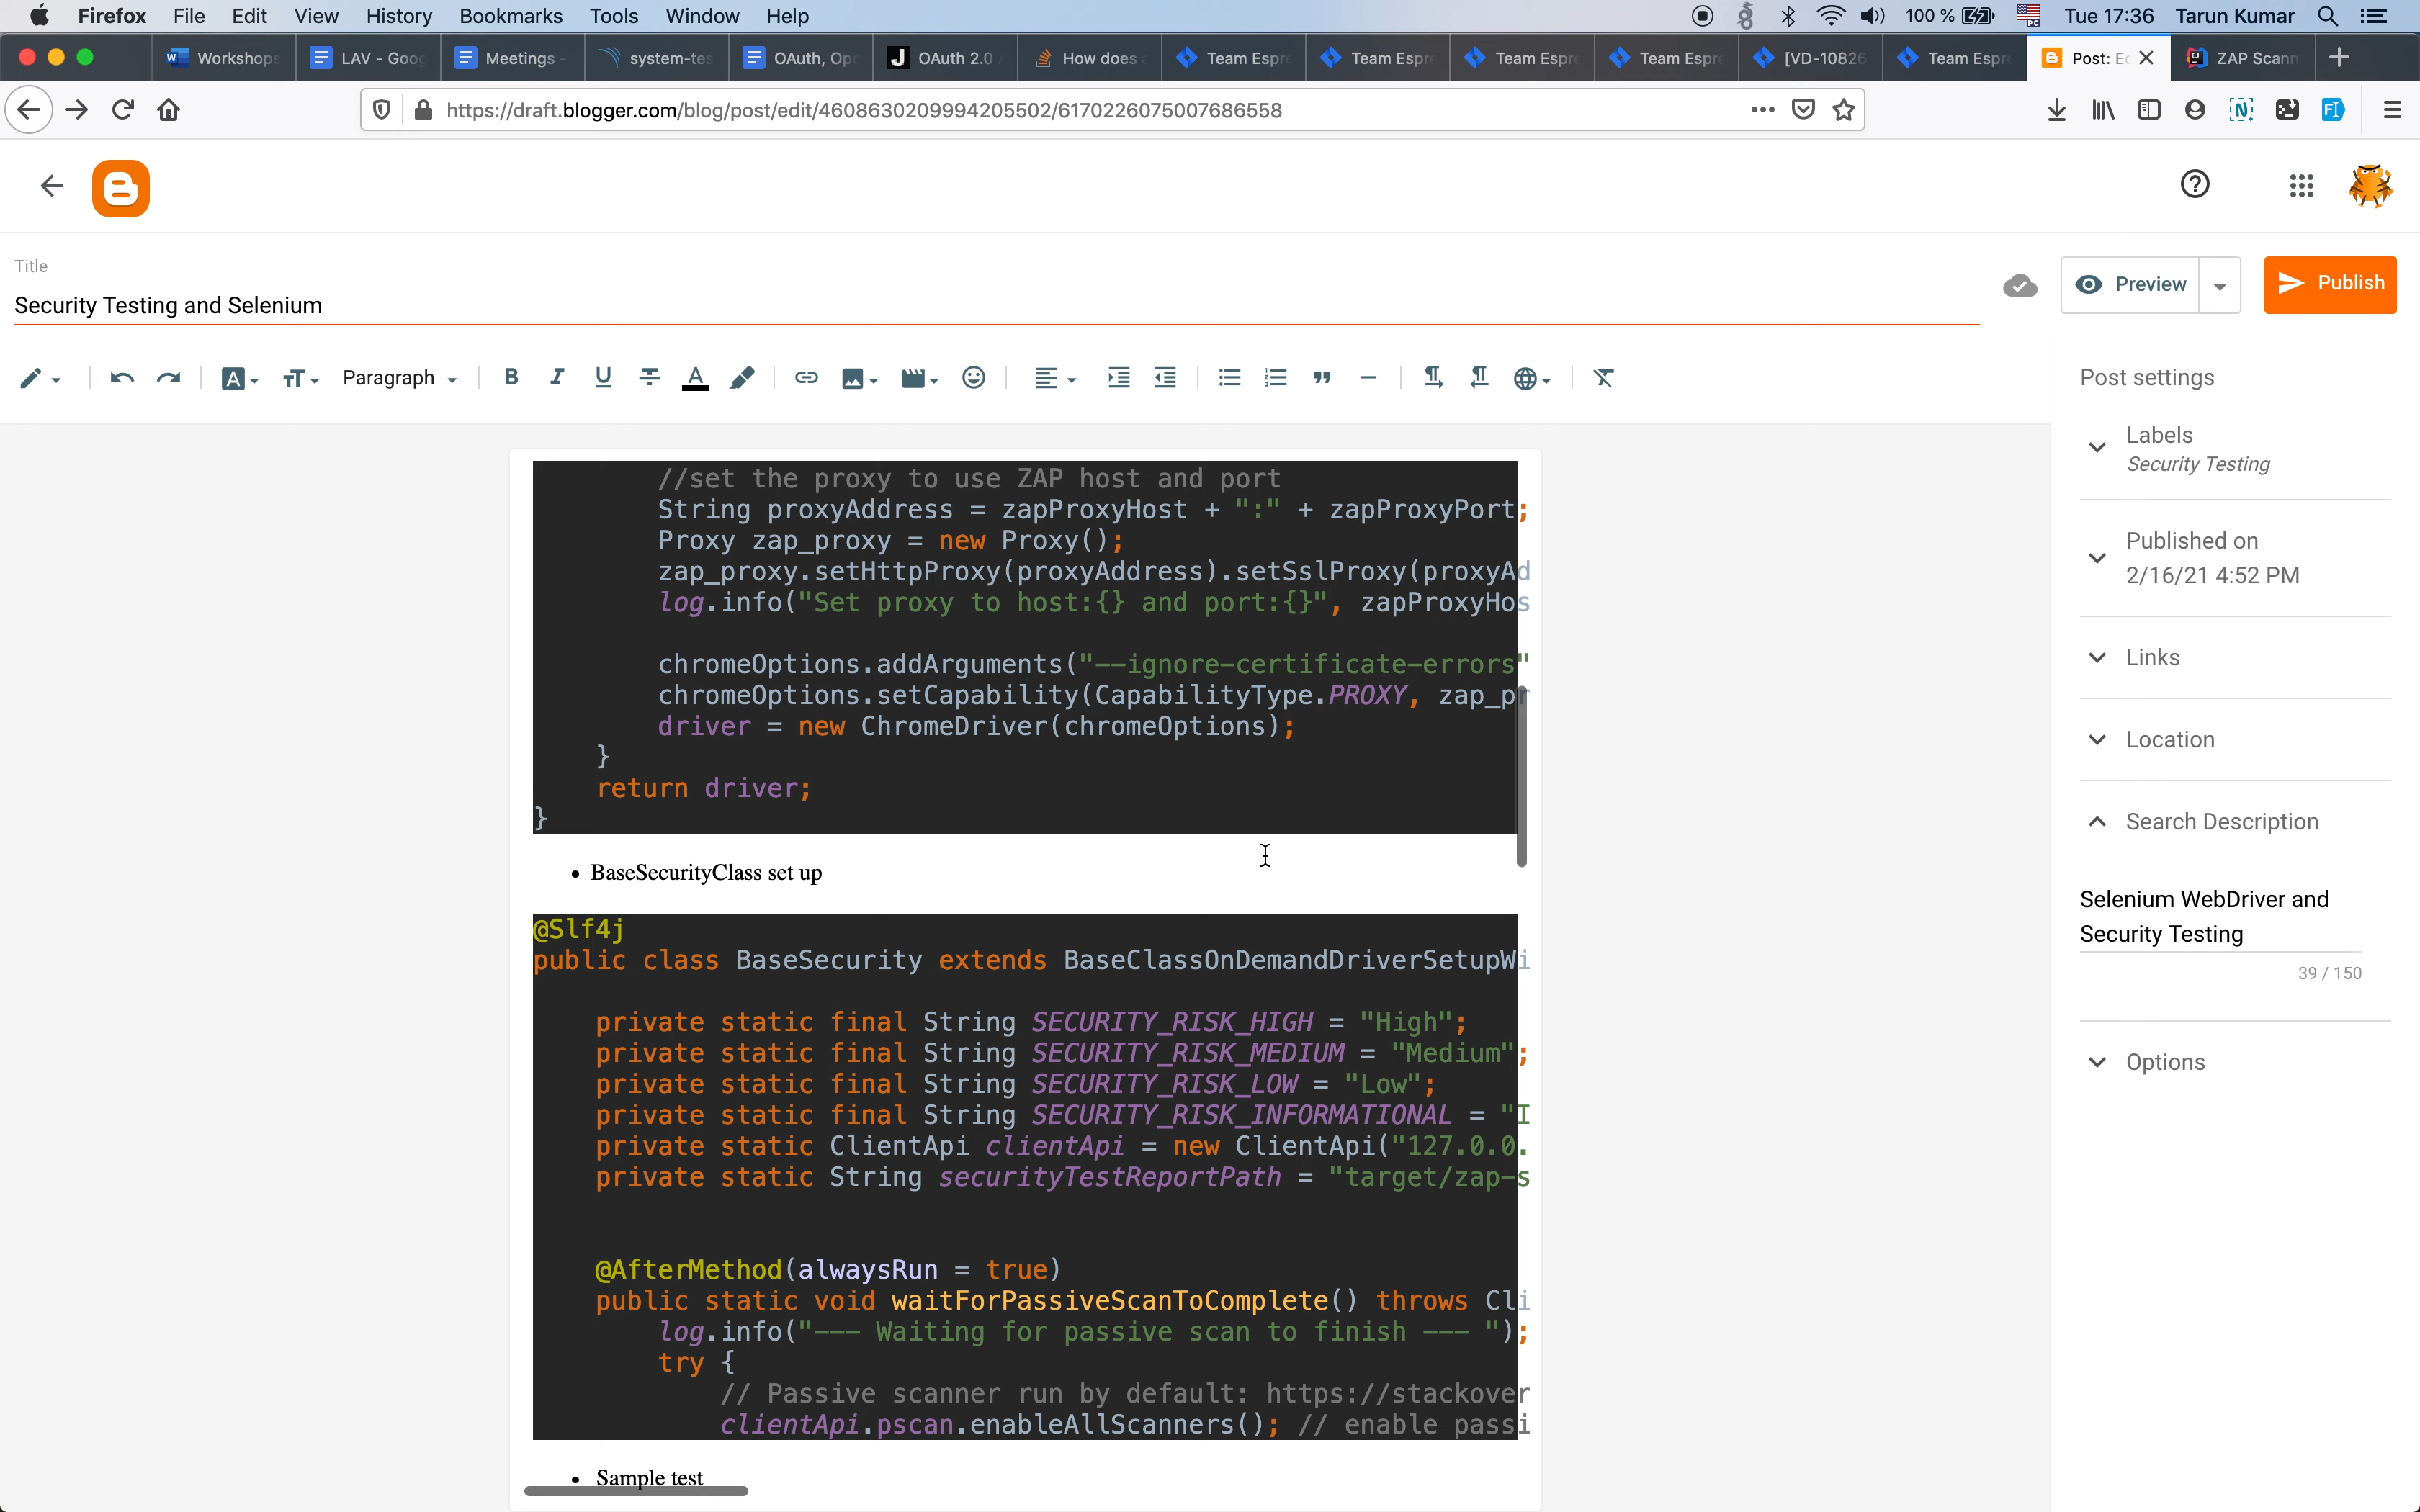 Firefox File Edit View History Bookmarks Tools Window Help 100 % Tue 17:36 Tarun Kumar
Workshops LAV - Goog Meetings - system-tes OAuth, Ope OAuth 2.0 How does Team Espr Team Espre Team Espre Team Espre [VD-10826 Team Espr Post: Ed ZAP Scann
https://draft.blogger.com/blog/post/edit/4608630209994205502/6170226075007686558
Title
Security Testing and Selenium
Preview
Publish
Paragraph
Post settings
Labels
Security Testing
Published on
2/16/21 4:52 PM
Links
Location
Search Description
Selenium WebDriver and
Security Testing
39 / 150
Options
//set the proxy to use ZAP host and port
String proxyAddress = zapProxyHost + ":" + zapProxyPort;
Proxy zap_proxy = new Proxy();
zap_proxy.setHttpProxy(proxyAddress).setSslProxy(proxyAd
log.info("Set proxy to host:{} and port:{}", zapProxyHos
chromeOptions.addArguments("--ignore-certificate-errors"
chromeOptions.setCapability(CapabilityType.PROXY, zap_pr
driver = new ChromeDriver(chromeOptions);
}
return driver;
}
• BaseSecurityClass set up
@Slf4j
public class BaseSecurity extends BaseClassOnDemandDriverSetupWi
private static final String SECURITY_RISK_HIGH = "High";
private static final String SECURITY_RISK_MEDIUM = "Medium";
private static final String SECURITY_RISK_LOW = "Low";
private static final String SECURITY_RISK_INFORMATIONAL = "I
private static ClientApi clientApi = new ClientApi("127.0.0.
private static String securityTestReportPath = "target/zap-s
@AfterMethod(alwaysRun = true)
public static void waitForPassiveScanToComplete() throws Cli
log.info("--- Waiting for passive scan to finish --- ");
try {
// Passive scanner run by default: https://stackover
clientApi.pscan.enableAllScanners(); // enable passi
• Sample test